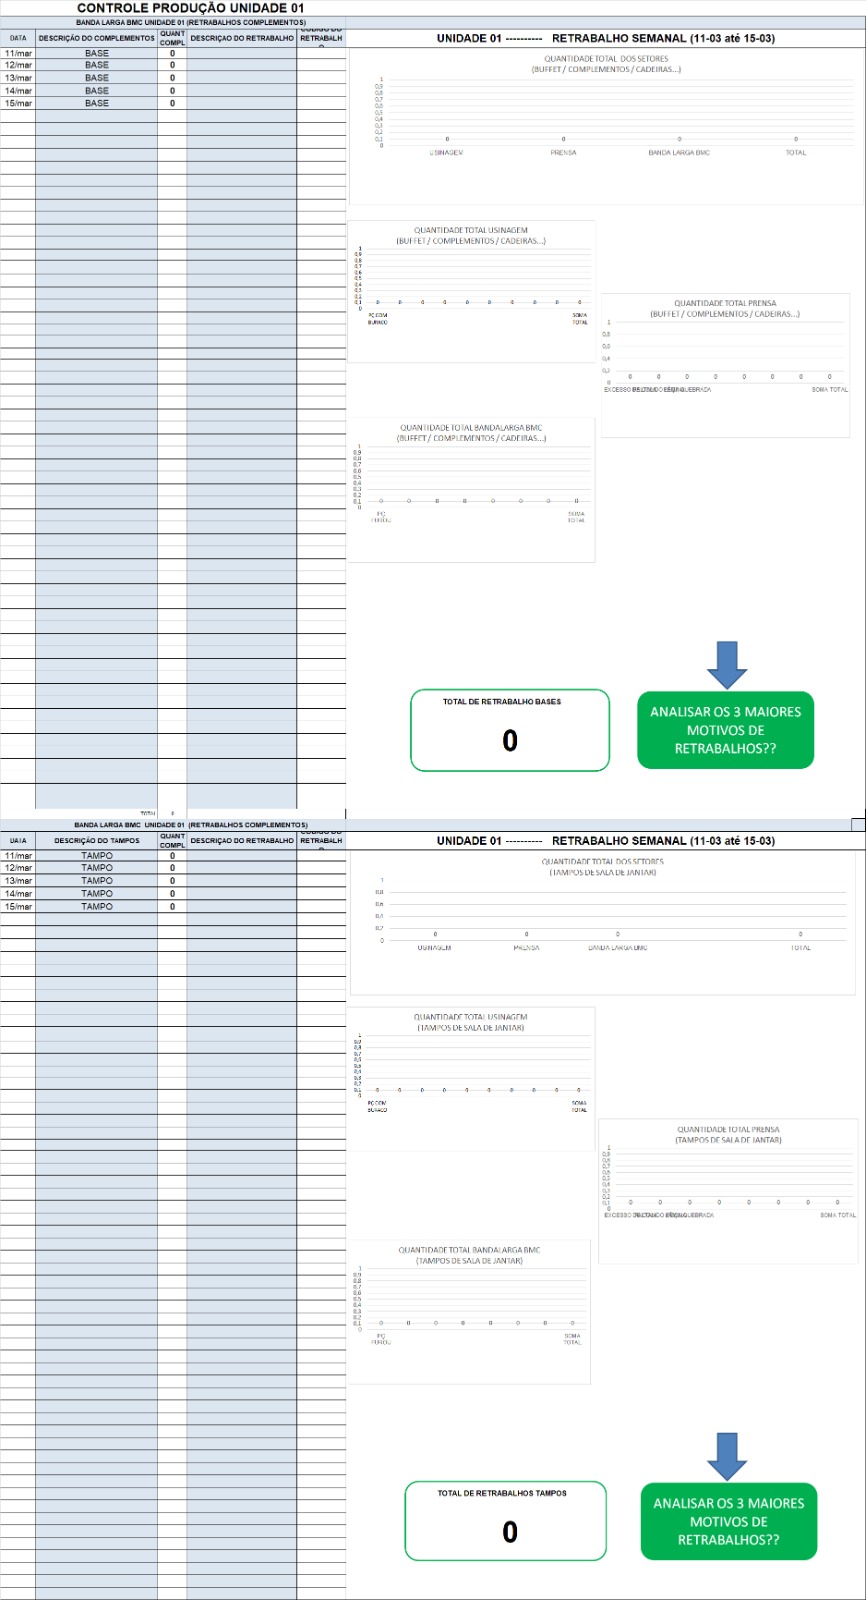 CONTROLE PRODUÇÃO UNIDADE 01
BANDA LARGA BMC UNIDADE 01 (RETRABALHOS COMPLEMENTOS)
DATA DESCRIÇÃO DO COMPLEMENTOS QUANT COMPL DESCRIÇAO DO RETRABALHO RETRABALH
11/mar BASE 0
12/mar BASE 0
13/mar BASE 0
14/mar BASE 0
15/mar BASE 0
UNIDADE 01 ---------- RETRABALHO SEMANAL (11-03 até 15-03)
QUANTIDADE TOTAL DOS SETORES
(BUFFET / COMPLEMENTOS / CADEIRAS...)
1
0,9
0,8
0,7
0,6
0,5
0,4
0,3
0,2
0,1
0
0 0 0 0
USINAGEM PRENSA BANDA LARGA BMC TOTAL
QUANTIDADE TOTAL USINAGEM
(BUFFET / COMPLEMENTOS / CADEIRAS...)
1
0,9
0,8
0,7
0,6
0,5
0,4
0,3
0,2
0,1
0
0 0 0 0 0 0 0 0 0 0
PÇ COM BURACO SOMA TOTAL
QUANTIDADE TOTAL PRENSA
(BUFFET / COMPLEMENTOS / CADEIRAS...)
1
0,8
0,6
0,4
0,2
0
0 0 0 0 0 0 0 0
EXCESSO SOMA TOTAL
QUANTIDADE TOTAL BANDALARGA BMC
(BUFFET / COMPLEMENTOS / CADEIRAS...)
1
0,9
0,8
0,7
0,6
0,5
0,4
0,3
0,2
0,1
0
0 0 0 0 0 0 0 0
PÇ FUROU SOMA TOTAL
TOTAL DE RETRABALHO BASES
0
ANALISAR OS 3 MAIORES
MOTIVOS DE
RETRABALHOS??
TOTAL 0
BANDA LARGA BMC UNIDADE 01 (RETRABALHOS COMPLEMENTOS)
DATA DESCRIÇÃO DO TAMPOS QUANT COMPL DESCRIÇAO DO RETRABALHO RETRABALH
11/mar TAMPO 0
12/mar TAMPO 0
13/mar TAMPO 0
14/mar TAMPO 0
15/mar TAMPO 0
UNIDADE 01 ---------- RETRABALHO SEMANAL (11-03 até 15-03)
QUANTIDADE TOTAL DOS SETORES
(TAMPOS DE SALA DE JANTAR)
1
0,8
0,6
0,4
0,2
0
0 0 0 0
USINAGEM PRENSA BANDA LARGA BMC TOTAL
QUANTIDADE TOTAL USINAGEM
(TAMPOS DE SALA DE JANTAR)
1
0,9
0,8
0,7
0,6
0,5
0,4
0,3
0,2
0,1
0
0 0 0 0 0 0 0 0 0 0
PÇ COM BURACO SOMA TOTAL
QUANTIDADE TOTAL PRENSA
(TAMPOS DE SALA DE JANTAR)
1
0,9
0,8
0,7
0,6
0,5
0,4
0,3
0,2
0,1
0
0 0 0 0 0 0 0 0
EXCESSO SOMA TOTAL
QUANTIDADE TOTAL BANDALARGA BMC
(TAMPOS DE SALA DE JANTAR)
1
0,9
0,8
0,7
0,6
0,5
0,4
0,3
0,2
0,1
0
0 0 0 0 0 0 0 0
PÇ FUROU SOMA TOTAL
TOTAL DE RETRABALHOS TAMPOS
0
ANALISAR OS 3 MAIORES
MOTIVOS DE
RETRABALHOS??